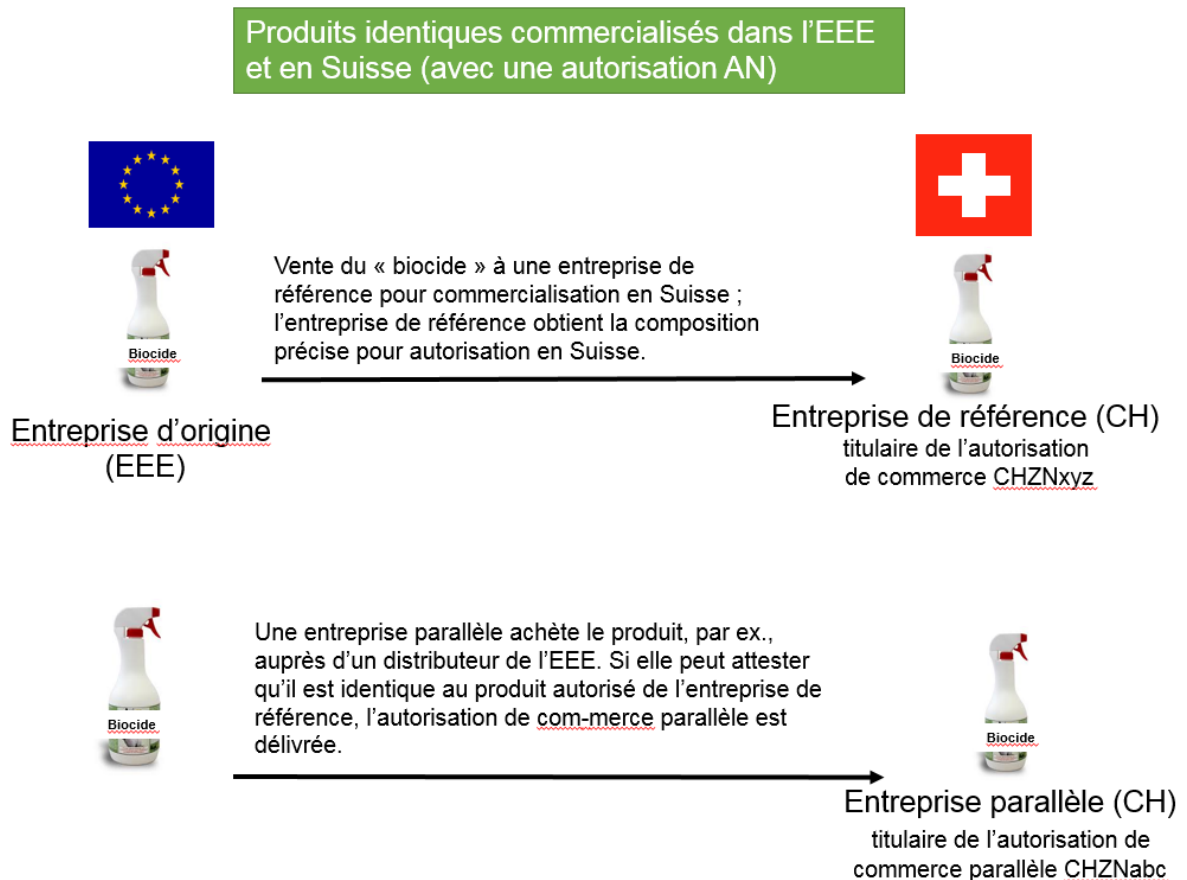 Produits identiques commercialisés dans l’EEE
et en Suisse (avec une autorisation AN)
Vente du « biocide » à une entreprise de
référence pour commercialisation en Suisse ;
l’entreprise de référence obtient la composition
précise pour autorisation en Suisse.
Biocide
Biocide
Entreprise d’origine
(EEE)
Entreprise de référence (CH)
titulaire de l’autorisation
de commerce CHZNxyz
Une entreprise parallèle achète le produit, par ex.,
auprès d’un distributeur de l’EEE. Si elle peut attester
qu’il est identique au produit autorisé de l’entreprise de
référence, l’autorisation de com-merce parallèle est
délivrée.
Biocide
Biocide
Entreprise parallèle (CH)
titulaire de l’autorisation de
commerce parallèle CHZNabc